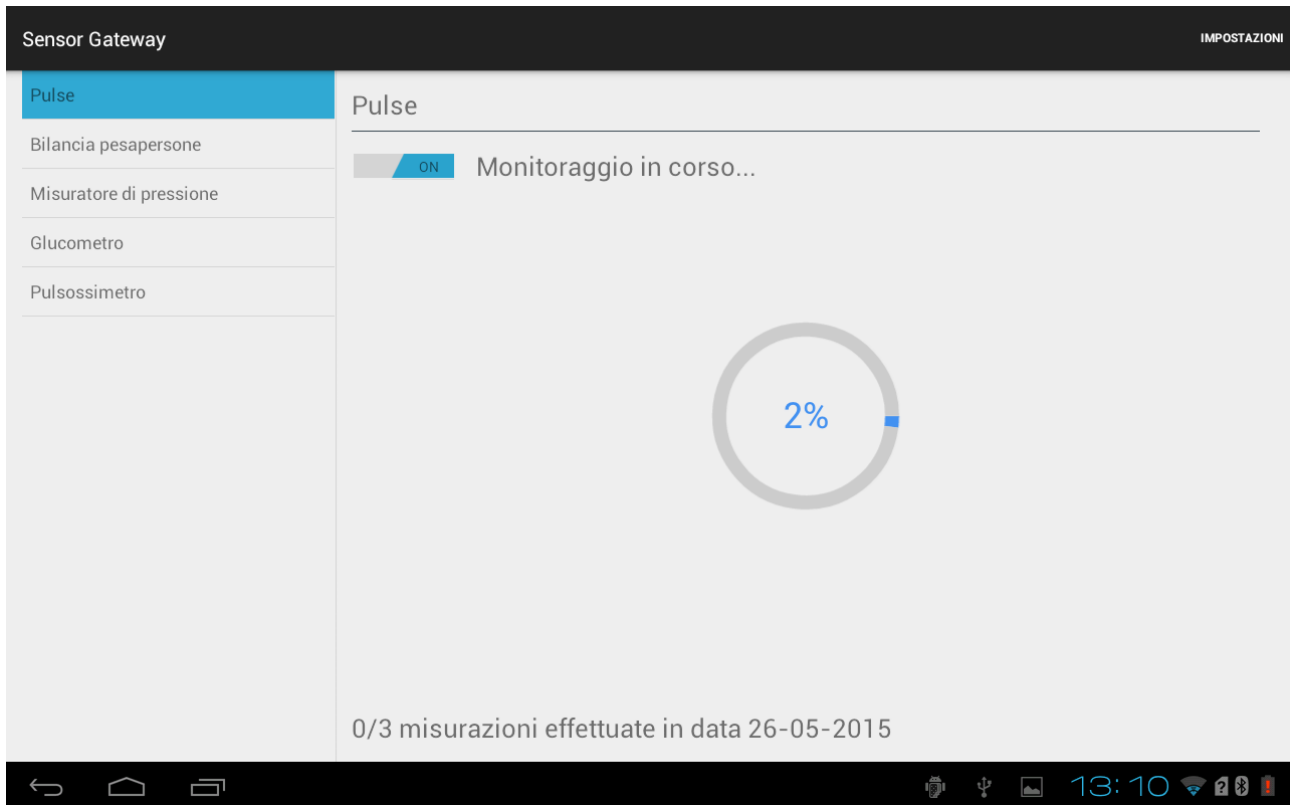 Sensor Gateway
IMPOSTAZIONI
Pulse
Bilancia pesapersone
Misuratore di pressione
Glucometro
Pulsossimetro
Pulse
ON
Monitoraggio in corso...
2%
0/3 misurazioni effettuate in data 26-05-2015
13:10